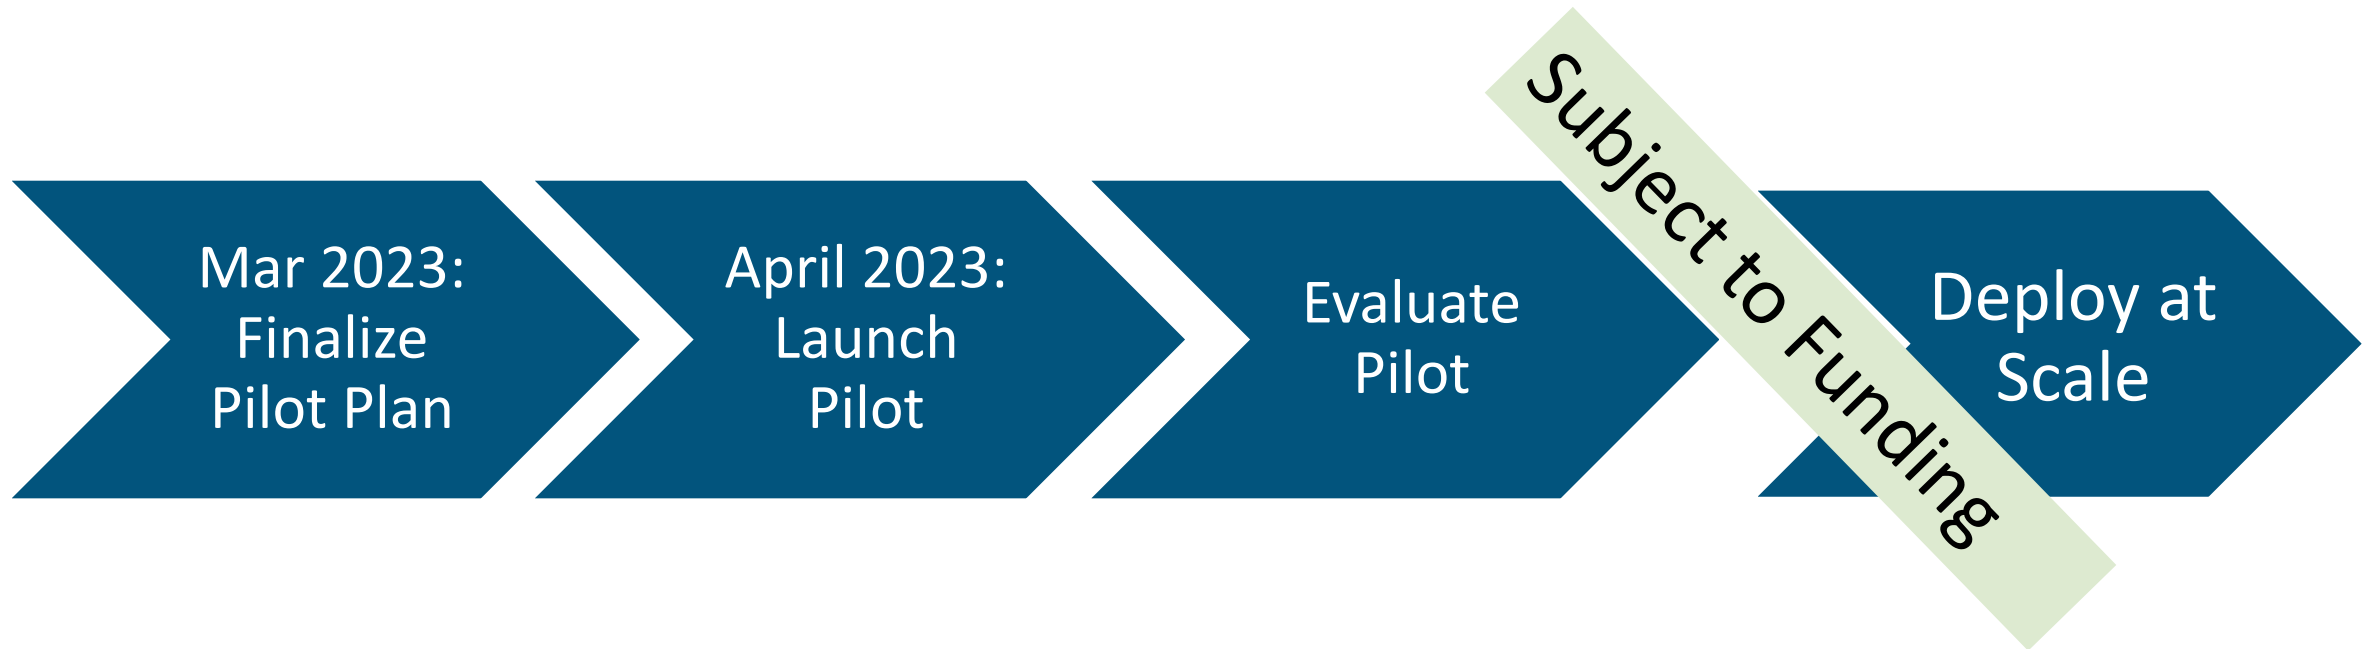 Mar 2023:
Finalize
Pilot Plan
April 2023:
Launch
Pilot
Evaluate
Pilot
Subject to Funding
Deploy at
Scale